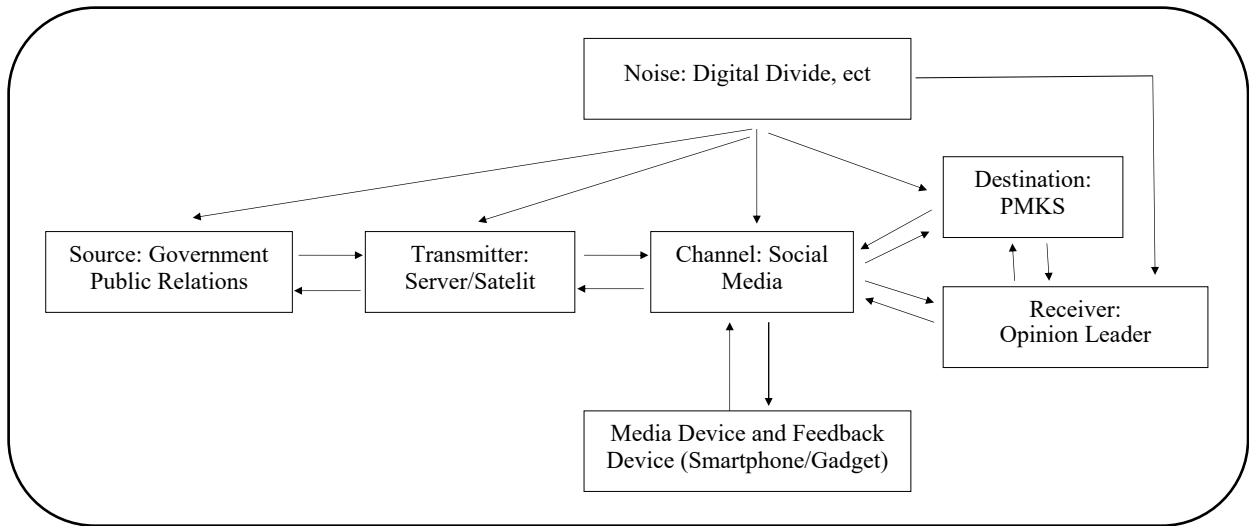 Noise: Digital Divide, ect
Destination:
PMKS
Source: Government
Public Relations
Transmitter:
Server/Satelit
Channel: Social
Media
Receiver:
Opinion Leader
Media Device and Feedback
Device (Smartphone/Gadget)